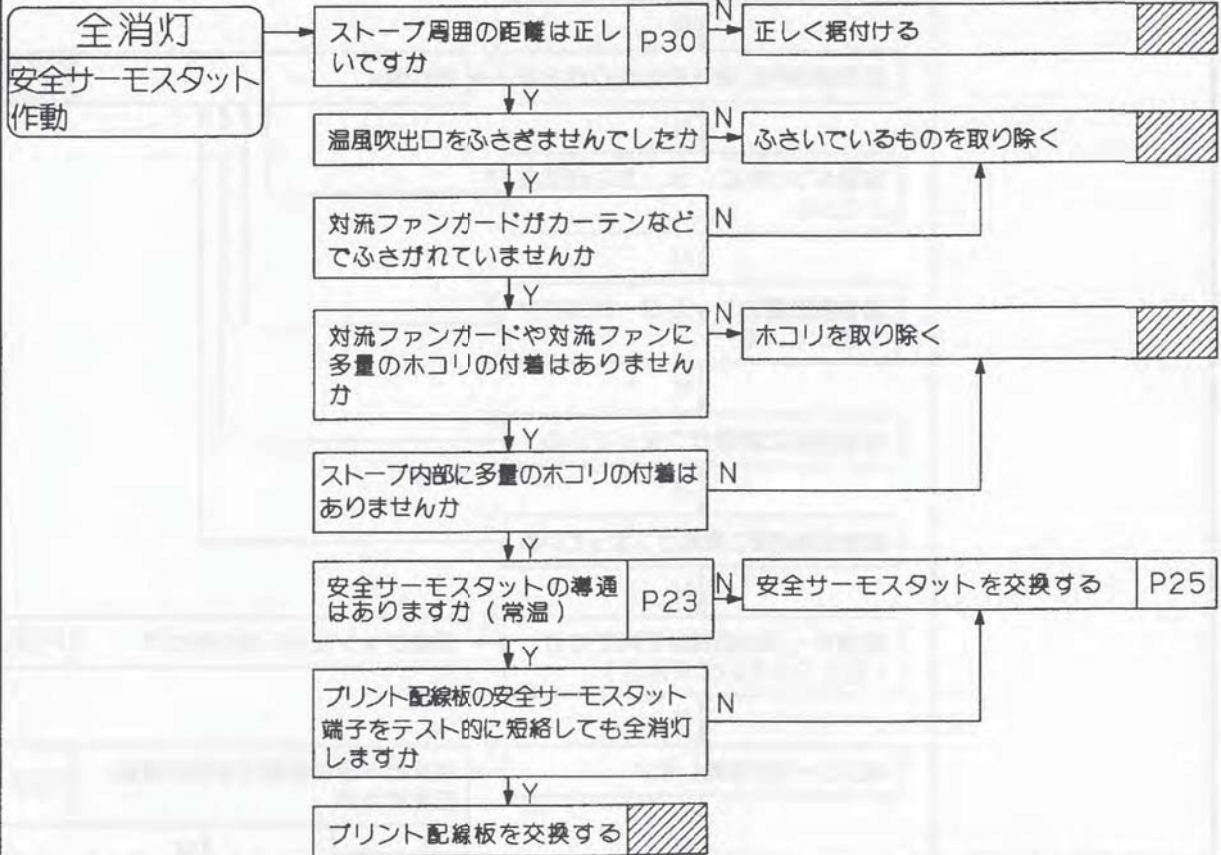 全消灯
安全サーモスタット
作動
ストーブ周囲の距離は正し
いですか
P30
N
正しく据付ける
Y
温風吹出口をふさぎませんでしたか
N
ふさいでいるものを取り除く
Y
対流ファンガードがカーテンなど
でふさがれていませんか
N
Y
対流ファンガードや対流ファンに
多量のホコリの付着はありません
か
N
ホコリを取り除く
Y
ストーブ内部に多量のホコリの付着は
ありませんか
N
Y
安全サーモスタットの導通
はありますか（常温）
P23
N
安全サーモスタットを交換する
P25
Y
プリント配線板の安全サーモスタット
端子をテスト的に短絡しても全消灯
しますか
N
Y
プリント配線板を交換する